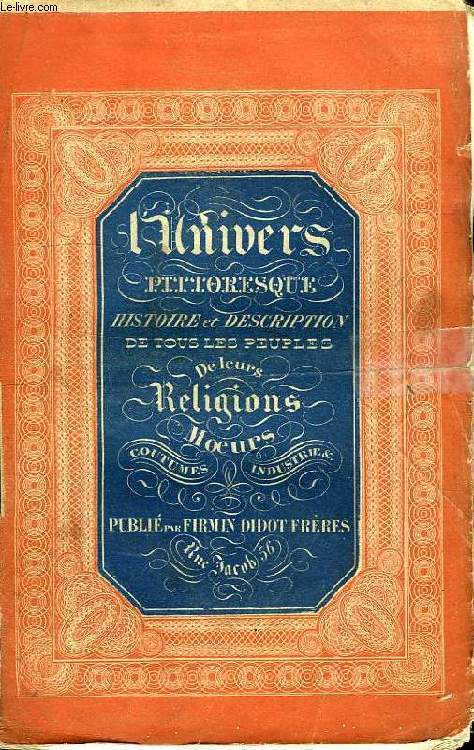 Le-livre.com
L'Univers
PITTORESQUE
HISTOIRE et DESCRIPTION
DE TOUS LES PEUPLES
De leurs
Religions
Mœurs
COUTUMES INDUSTRIE &
PUBLIÉ PAR FIRMIN DIDOT FRÈRES
Rue Jacob 56